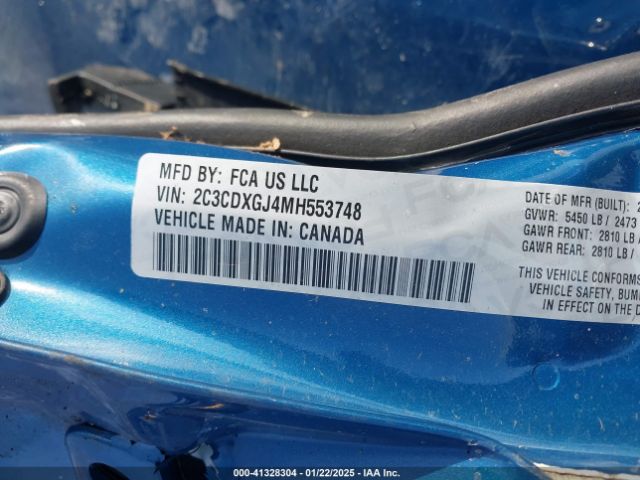 MFD BY: FCA US LLC
VIN: 2C3CDXGJ4MH553748
VEHICLE MADE IN: CANADA
DATE OF MFR (BUILT): 2
GVWR: 5450 LB / 2473
GAWR FRONT: 2810 LB /
GAWR REAR: 2810 LB /
THIS VEHICLE CONFORMS
VEHICLE SAFETY, BUM
IN EFFECT ON THE D
000-41328304 | 01/22/2025 - IAA Inc.